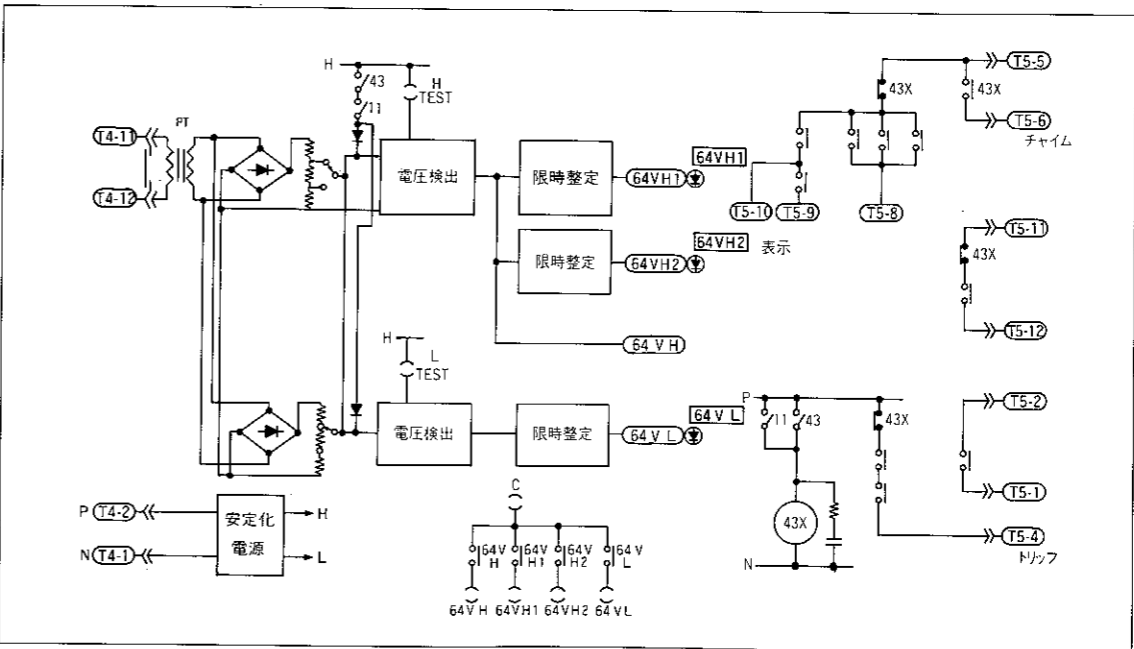 H
43
11
H
TEST
PT
T4-11
T4-12
電圧検出
限時整定
64VH1
64VH1
限時整定
64VH2
64VH2
表示
64 VH
T5-10
T5-9
T5-8
43X
43X
T5-5
T5-6
チャイム
T5-11
43X
T5-12
H
L
TEST
電圧検出
限時整定
64 V L
64 V L
P
11
43
43X
43X
N
T5-2
T5-1
T5-4
トリップ
P
T4-2
N
T4-1
安定化
電源
H
L
C
64V
H
64V
H1
64V
H2
64V
L
64VH
64VH1
64VH2
64VL